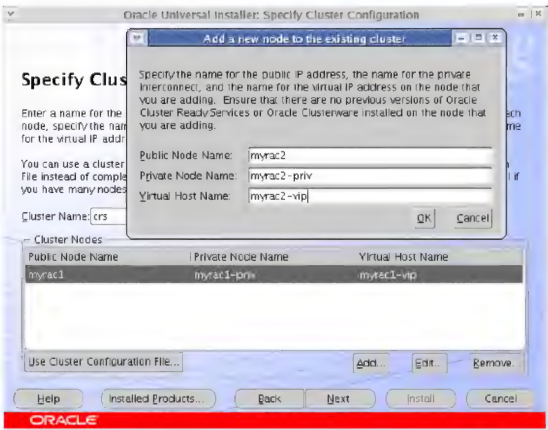 Oracle Universal Installer: Specify Cluster Configuration
Add a new node to the existing cluster
Specify the name for the public IP address, the name for the private
interconnect, and the name for the virtual IP address on the node that
you are adding. Ensure that there are no previous versions of Oracle
Cluster Ready Services or Oracle Clusterware installed on the node that
you are adding.
Public Node Name: myrac2
Private Node Name: myrac2-priv
Virtual Host Name: myrac2-vip
OK Cancel
Specify Clus
Enter a name for the
node, specify the nam
for the virtual IP addr
You can use a cluster
File instead of comple
you have many nodes
if
Cluster Name: crs
Cluster Nodes
Public Node Name Private Node Name Virtual Host Name
myrac1 myrac1-priv myrac1-vip
Use Cluster Configuration File... Add... Edit... Remove...
Help Installed Products... Back Next Install Cancel
ORACLE